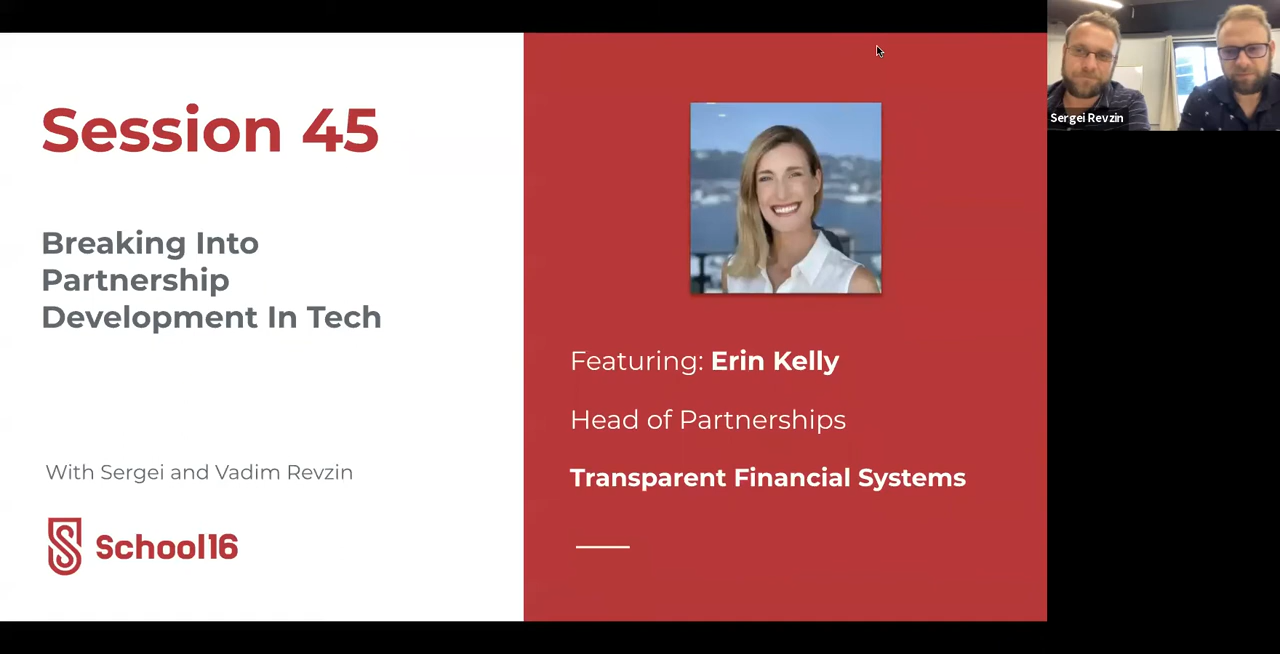 Session 45
Breaking Into
Partnership
Development In Tech
With Sergei and Vadim Revzin
School16
Featuring: Erin Kelly
Head of Partnerships
Transparent Financial Systems
Sergei Revzin